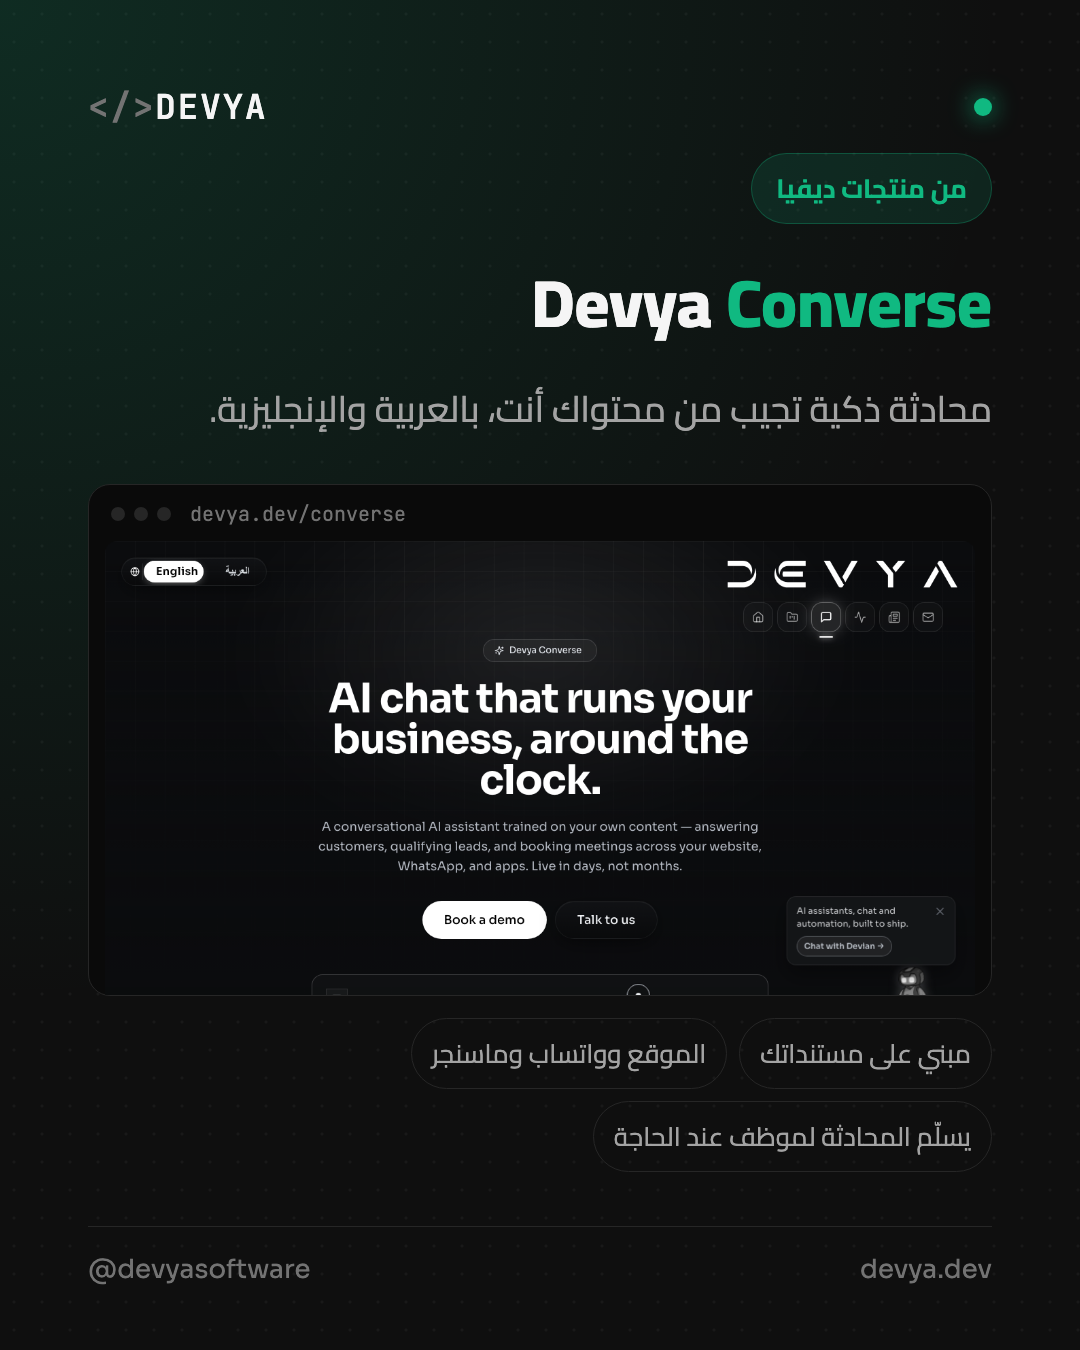 </>DEVYA
من منتجات ديفيا
Devya Converse
محادثة ذكية تجيب من محتواك أنت، بالعربية والإنجليزية.
devya.dev/converse
English
العربية
DEVYA
Devya Converse
AI chat that runs your
business, around the
clock.
A conversational AI assistant trained on your own content — answering
customers, qualifying leads, and booking meetings across your website,
WhatsApp, and apps. Live in days, not months.
Book a demo
Talk to us
AI assistants, chat and
automation, built to ship.
Chat with Devian →
مبني على مستنداتك
الموقع وواتساب وماسنجر
يسلّم المحادثة لموظف عند الحاجة
@devyasoftware
devya.dev